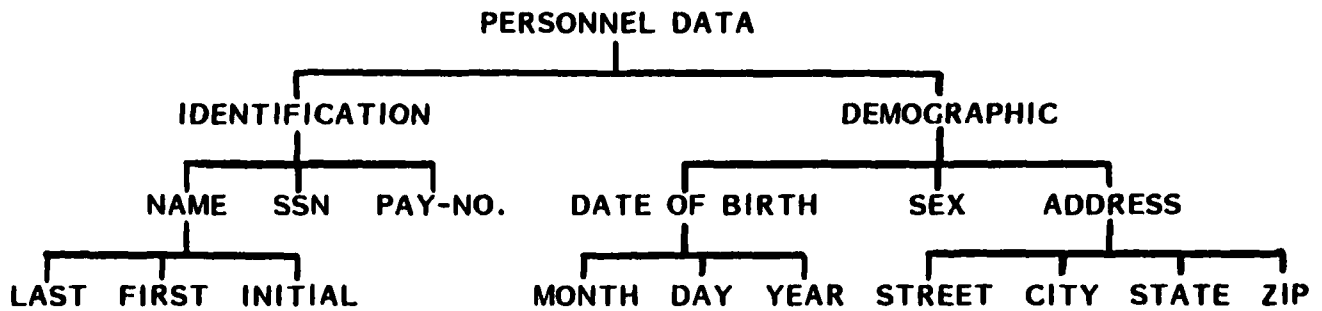 PERSONNEL DATA
IDENTIFICATION DEMOGRAPHIC
NAME SSN PAY-NO. DATE OF BIRTH SEX ADDRESS
LAST FIRST INITIAL MONTH DAY YEAR STREET CITY STATE ZIP